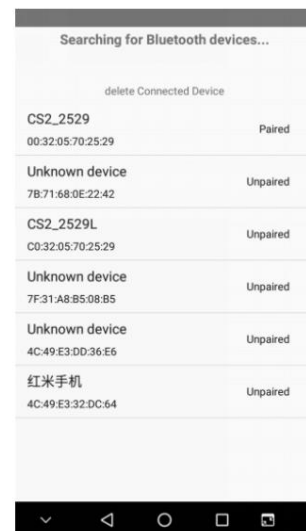 Searching for Bluetooth devices...
delete Connected Device
CS2_2529
00:32:05:70:25:29
Paired
Unknown device
7B:71:68:0E:22:42
Unpaired
CS2_2529L
C0:32:05:70:25:29
Unpaired
Unknown device
7F:31:A8:B5:08:B5
Unpaired
Unknown device
4C:49:E3:DD:36:E6
Unpaired
红米手机
4C:49:E3:32:DC:64
Unpaired